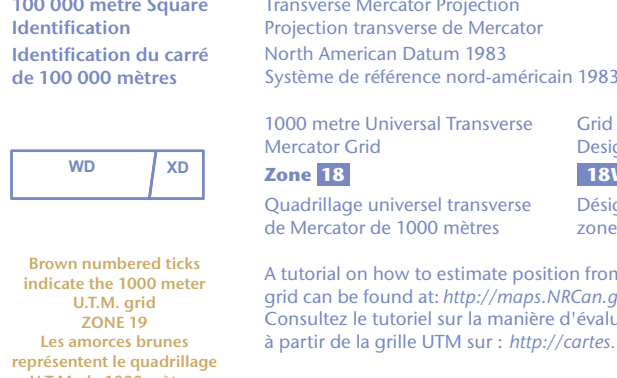 100 000 metre Square
Identification
Identification du carré
de 100 000 mètres
WD XD
Brown numbered ticks
indicate the 1000 meter
U.T.M. grid
ZONE 19
Les amorces brunes
représentent le quadrillage
Transverse Mercator Projection
Projection transverse de Mercator
North American Datum 1983
Système de référence nord-américain 1983
1000 metre Universal Transverse
Mercator Grid
Zone 18
Quadrillage universel transverse
de Mercator de 1000 mètres
Grid
zone
A tutorial on how to estimate position from
grid can be found at: http://maps.NRCan.g
Consultez le tutoriel sur la manière d'évalu
à partir de la grille UTM sur : http://cartes.